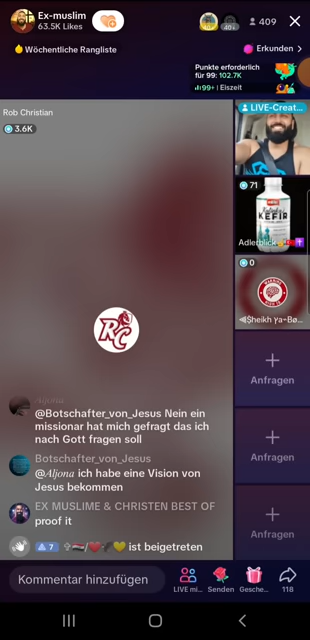 Ex-muslim
63.5K Likes
40+
409
Wöchentliche Rangliste
Erkunden >
Punkte erforderlich
für 99: 102.7K
99+ | Eiszeit
Rob Christian
3.6K
LIVE-Creat...
71
KEFIR
Adlerblick
0
RC
Anfragen
Anfragen
Anfragen
Aljona
@Botschafter_von_Jesus Nein ein
missionar hat mich gefragt das ich
nach Gott fragen soll
Botschafter_von_Jesus
@Aljona ich habe eine Vision von
Jesus bekommen
EX MUSLIME & CHRISTEN BEST OF
proof it
7
ist beigetreten
Kommentar hinzufügen
LIVE mi...
Senden
Gesche...
118